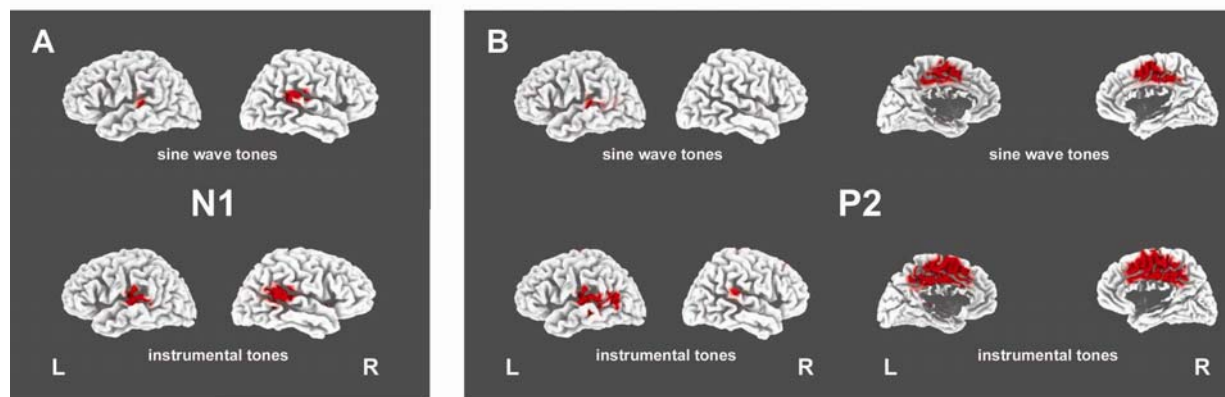 A
sine wave tones
N1
instrumental tones
L R
B
sine wave tones sine wave tones
P2
instrumental tones instrumental tones
L R L R